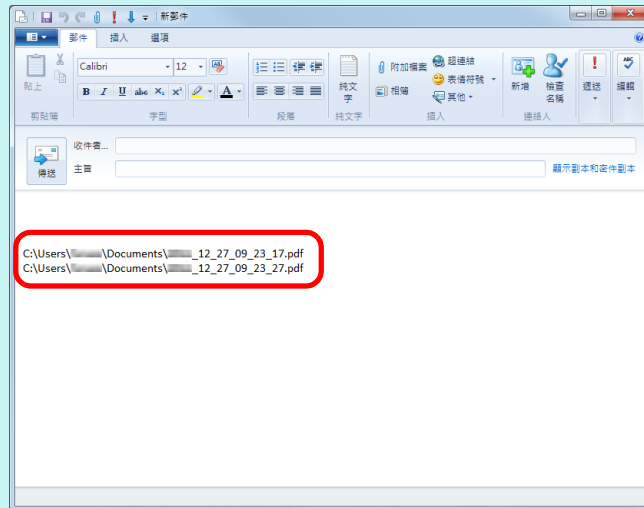 新郵件
郵件 插入 選項
Calibri 12
附加檔案 超連結
表情符號
貼上 B I U abc X₂ X² A 純文字 相簿 其他 新增 檢查名稱 遞送 編輯
剪貼簿 字型 段落 純文字 插入 連絡人
收件者...
傳送 主旨 顯示副本和密件副本
C:\Users\ \Documents\ _12_27_09_23_17.pdf
C:\Users\ \Documents\ _12_27_09_23_27.pdf